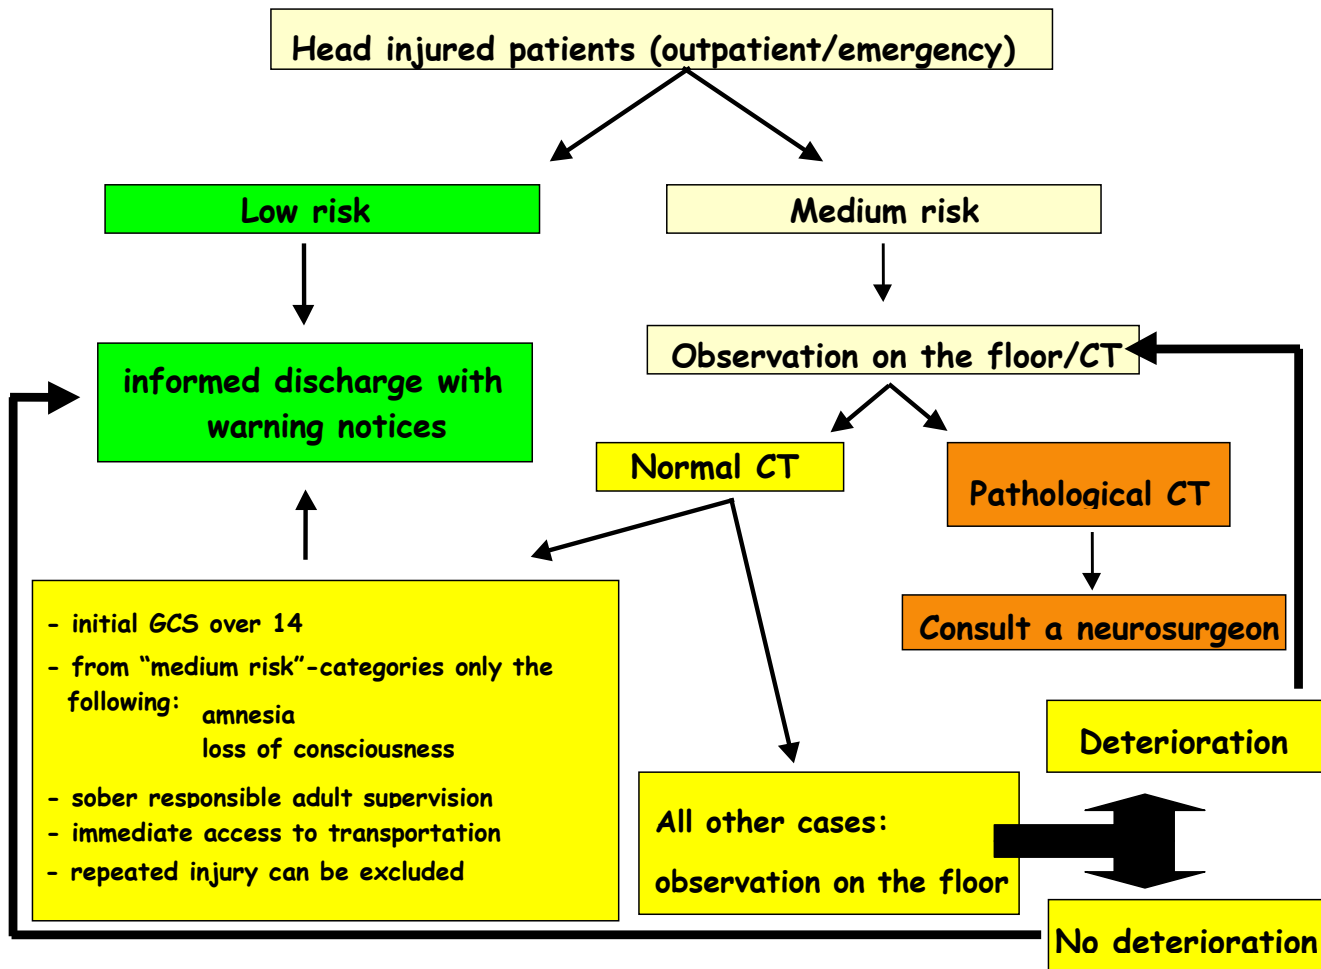 Head injured patients (outpatient/emergency)
Low risk
Medium risk
informed discharge with
warning notices
Observation on the floor/CT
Normal CT
Pathological CT
Consult a neurosurgeon
- initial GCS over 14
- from “medium risk”-categories only the
following:
amnesia
loss of consciousness
- sober responsible adult supervision
- immediate access to transportation
- repeated injury can be excluded
All other cases:
observation on the floor
Deterioration
No deterioration